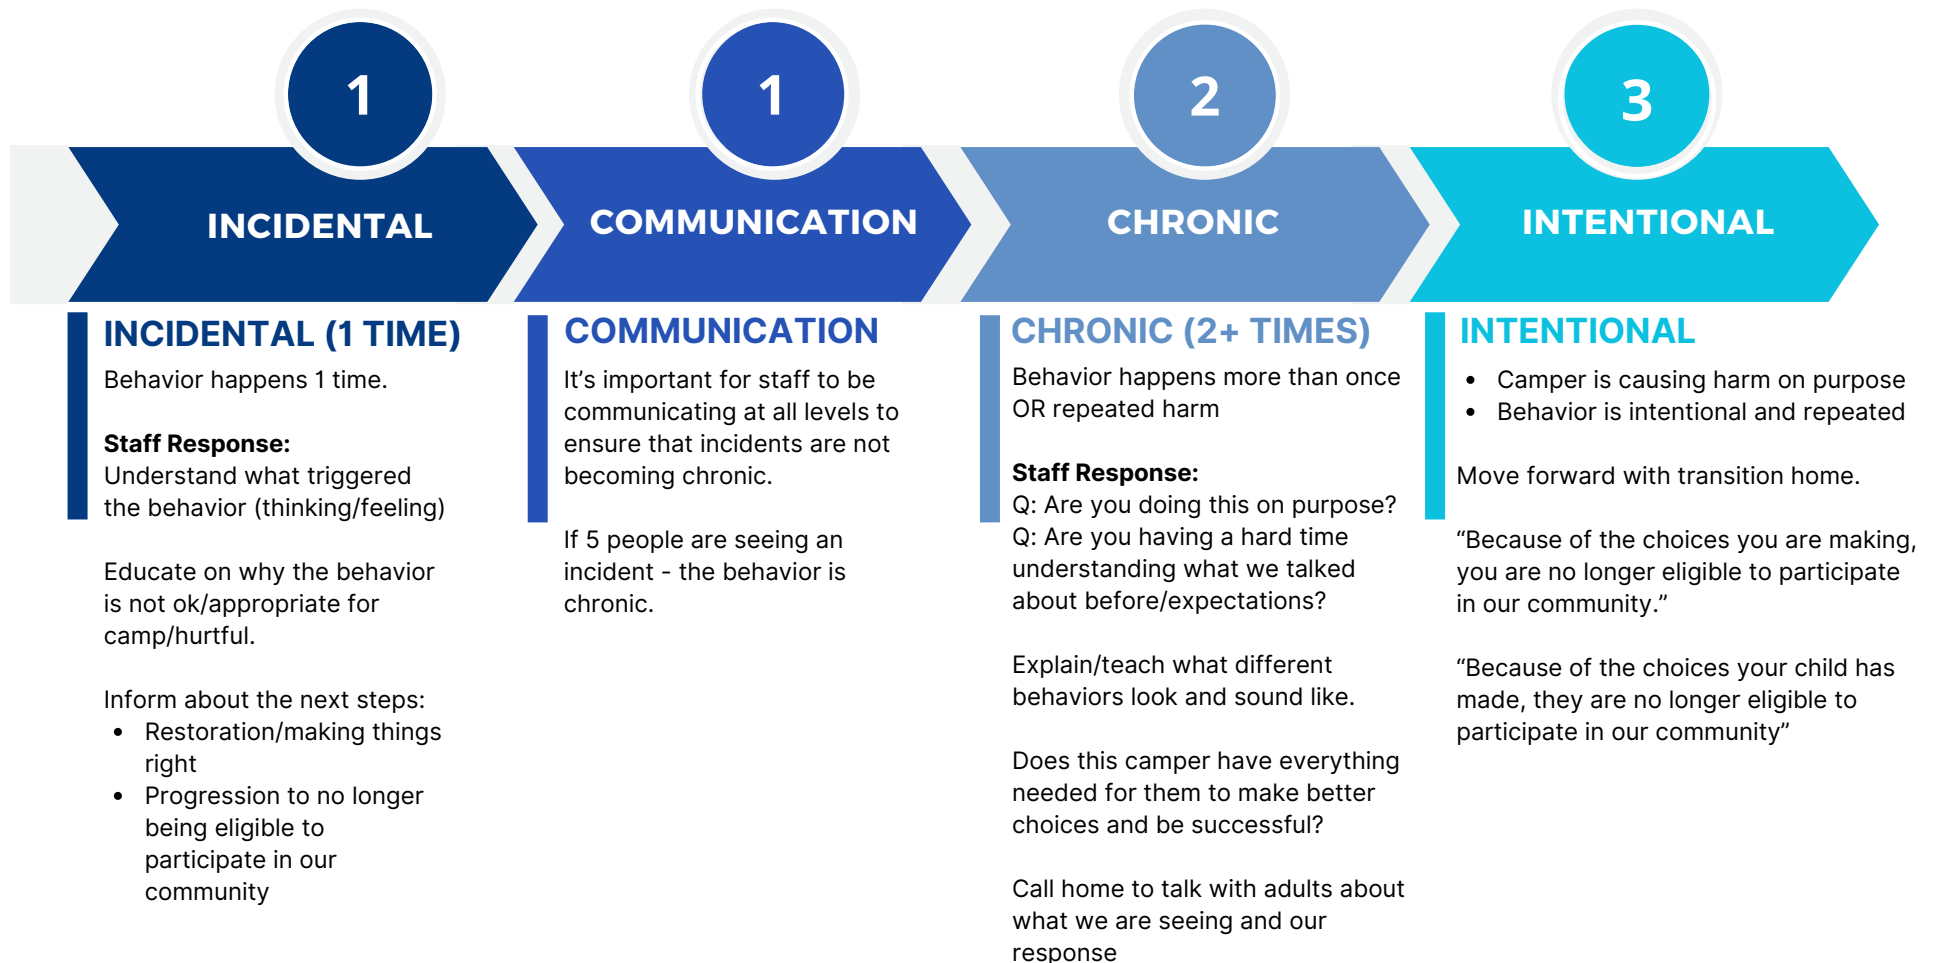 1
1
2
3
INCIDENTAL
COMMUNICATION
CHRONIC
INTENTIONAL
INCIDENTAL (1 TIME)
Behavior happens 1 time.
Staff Response:
Understand what triggered
the behavior (thinking/feeling)
Educate on why the behavior
is not ok/appropriate for
camp/hurtful.
Inform about the next steps:
• Restoration/making things
right
• Progression to no longer
being eligible to
participate in our
community
COMMUNICATION
It’s important for staff to be
communicating at all levels to
ensure that incidents are not
becoming chronic.
If 5 people are seeing an
incident - the behavior is
chronic.
CHRONIC (2+ TIMES)
Behavior happens more than once
OR repeated harm
Staff Response:
Q: Are you doing this on purpose?
Q: Are you having a hard time
understanding what we talked
about before/expectations?
Explain/teach what different
behaviors look and sound like.
Does this camper have everything
needed for them to make better
choices and be successful?
Call home to talk with adults about
what we are seeing and our
response
INTENTIONAL
• Camper is causing harm on purpose
• Behavior is intentional and repeated
Move forward with transition home.
“Because of the choices you are making,
you are no longer eligible to participate
in our community.”
“Because of the choices your child has
made, they are no longer eligible to
participate in our community”